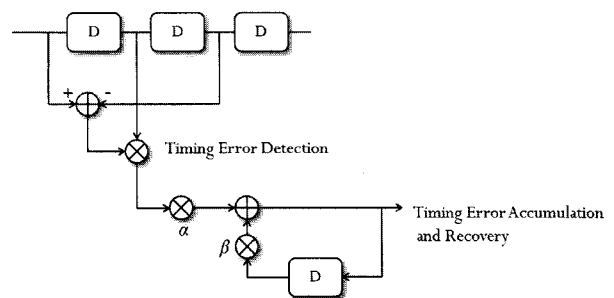 D D D
+ -
Timing Error Detection
α
β
D
Timing Error Accumulation
and Recovery